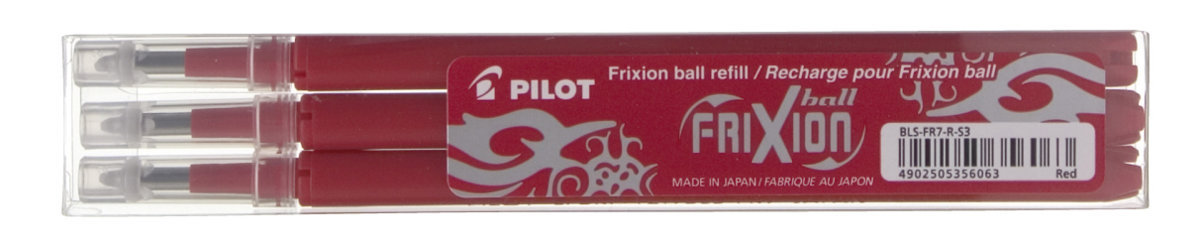 PILOT
Frixion ball refill / Recharge pour Frixion ball
ball
FRIXION
BLS-FR7-R-S3
4902505356063 Red
MADE IN JAPAN / FABRIQUE AU JAPON